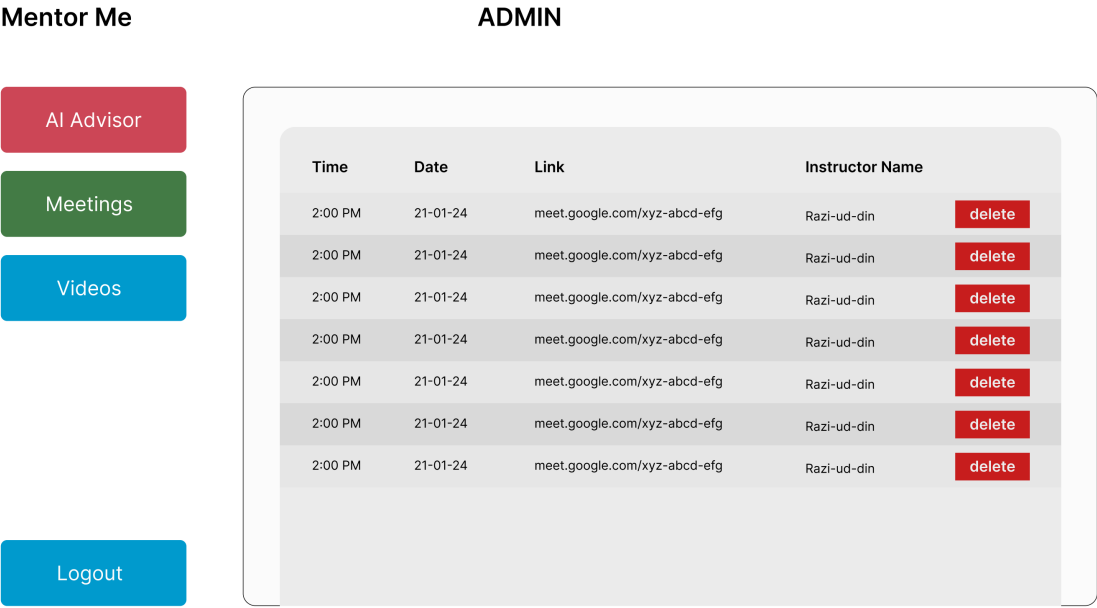 Mentor Me ADMIN
AI Advisor
Meetings
Videos
Logout
Time Date Link Instructor Name
2:00 PM 21-01-24 meet.google.com/xyz-abcd-efg Razi-ud-din delete
2:00 PM 21-01-24 meet.google.com/xyz-abcd-efg Razi-ud-din delete
2:00 PM 21-01-24 meet.google.com/xyz-abcd-efg Razi-ud-din delete
2:00 PM 21-01-24 meet.google.com/xyz-abcd-efg Razi-ud-din delete
2:00 PM 21-01-24 meet.google.com/xyz-abcd-efg Razi-ud-din delete
2:00 PM 21-01-24 meet.google.com/xyz-abcd-efg Razi-ud-din delete
2:00 PM 21-01-24 meet.google.com/xyz-abcd-efg Razi-ud-din delete